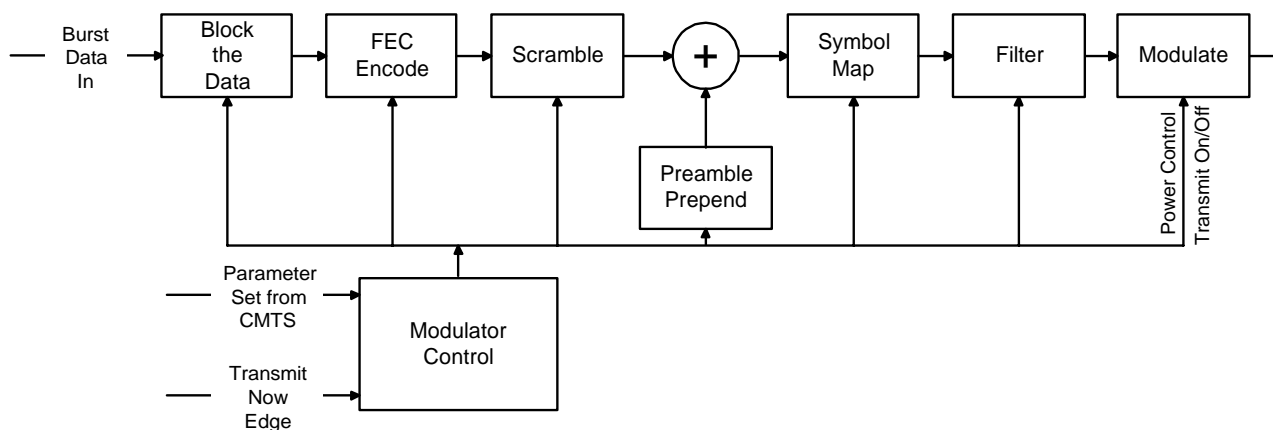 Burst
Data
In
Block
the
Data
FEC
Encode
Scramble
+
Symbol
Map
Filter
Modulate
Preamble
Prepend
Power Control
Transmit On/Off
Parameter
Set from
CMTS
Modulator
Control
Transmit
Now
Edge